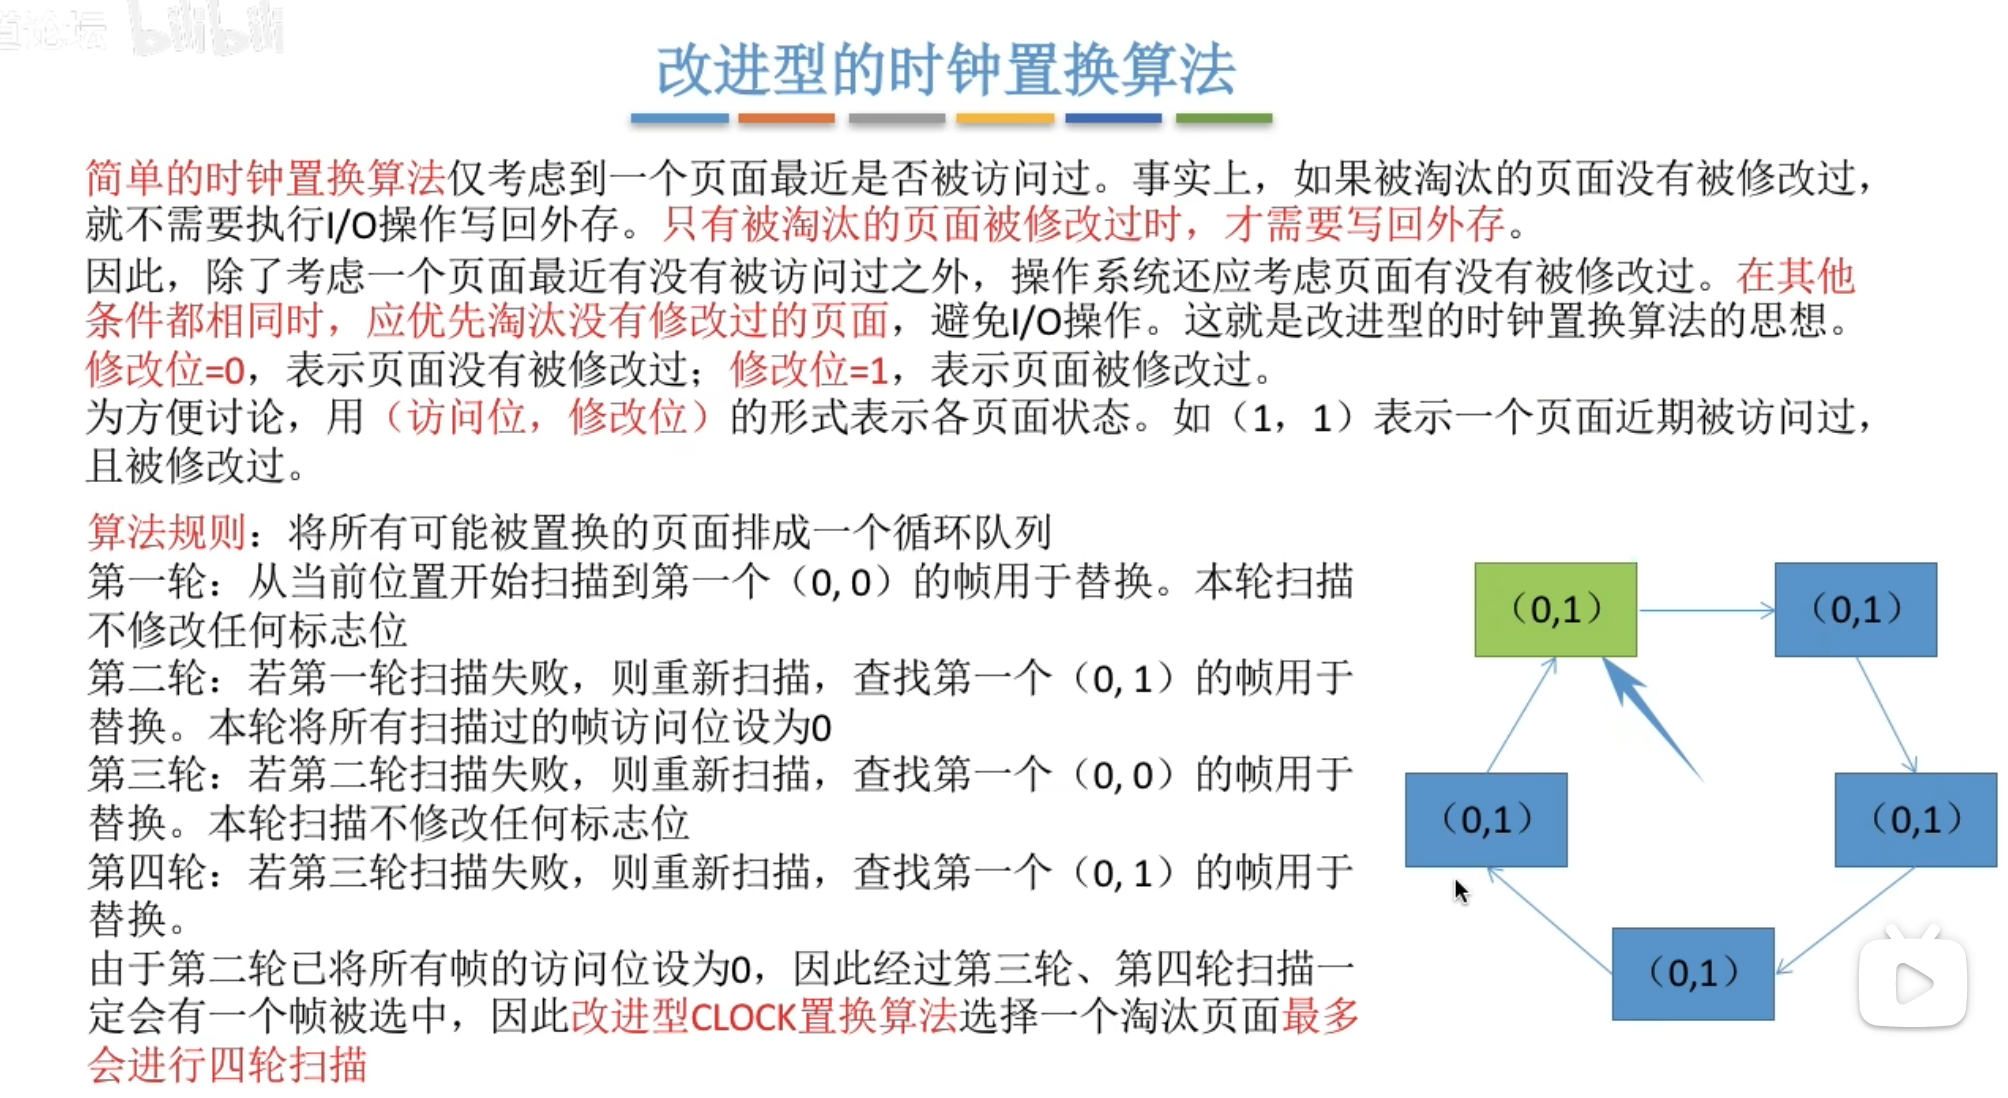 道论坛 bilibili
改进型的时钟置换算法
简单的时钟置换算法仅考虑到一个页面最近是否被访问过。事实上，如果被淘汰的页面没有被修改过，
就不需要执行I/O操作写回外存。只有被淘汰的页面被修改过时，才需要写回外存。
因此，除了考虑一个页面最近有没有被访问过之外，操作系统还应考虑页面有没有被修改过。在其他
条件都相同时，应优先淘汰没有修改过的页面，避免I/O操作。这就是改进型的时钟置换算法的思想。
修改位=0，表示页面没有被修改过；修改位=1，表示页面被修改过。
为方便讨论，用（访问位，修改位）的形式表示各页面状态。如（1，1）表示一个页面近期被访问过，
且被修改过。
算法规则：将所有可能被置换的页面排成一个循环队列
第一轮：从当前位置开始扫描到第一个（0, 0）的帧用于替换。本轮扫描
不修改任何标志位
第二轮：若第一轮扫描失败，则重新扫描，查找第一个（0, 1）的帧用于
替换。本轮将所有扫描过的帧访问位设为0
第三轮：若第二轮扫描失败，则重新扫描，查找第一个（0, 0）的帧用于
替换。本轮扫描不修改任何标志位
第四轮：若第三轮扫描失败，则重新扫描，查找第一个（0, 1）的帧用于
替换。
由于第二轮已将所有帧的访问位设为0，因此经过第三轮、第四轮扫描一
定会有一个帧被选中，因此改进型CLOCK置换算法选择一个淘汰页面最多
会进行四轮扫描
（0,1）
（0,1）
（0,1）
（0,1）
（0,1）